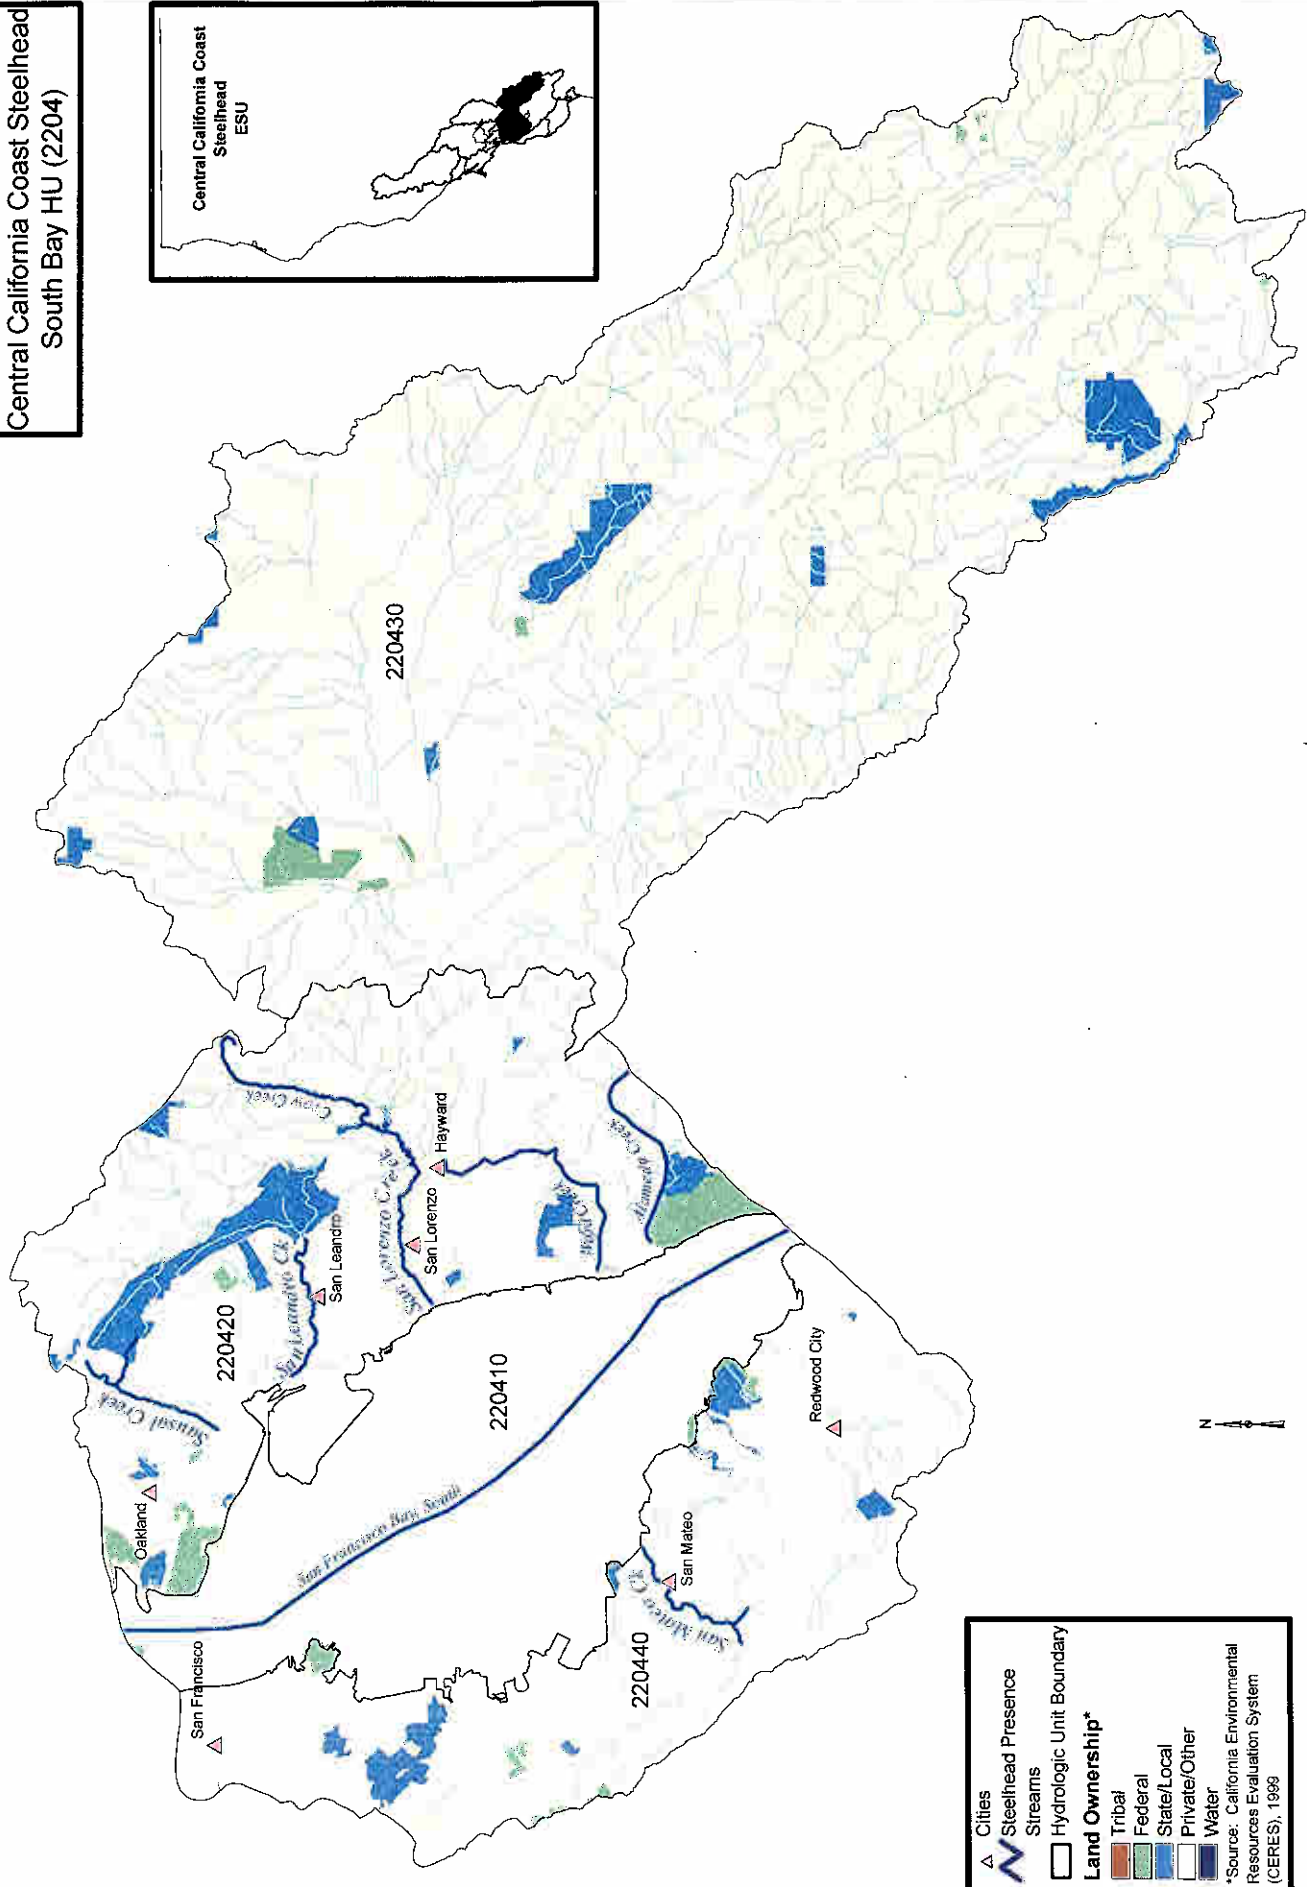 Central California Coast Steelhead
South Bay HU (2204)
Central California Coast
Steelhead
ESU
220430
Crow Creek
Hayward
San Lorenzo Creek
San Lorenzo
Ward Creek
Alameda Creek
San Leandro Ck
San Leandro
220420
Sausal Creek
Oakland
220410
San Francisco Bay, South
Redwood City
San Mateo
San Mateo Ck
220440
San Francisco
N
Cities
Steelhead Presence
Streams
Hydrologic Unit Boundary
Land Ownership*
Tribal
Federal
State/Local
Private/Other
Water
*Source: California Environmental
Resources Evaluation System
(CERES), 1999